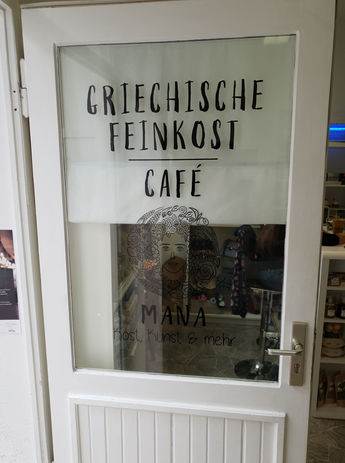 GRIECHISCHE
FEINKOST
CAFÉ
MANA
Kost, Kunst & mehr